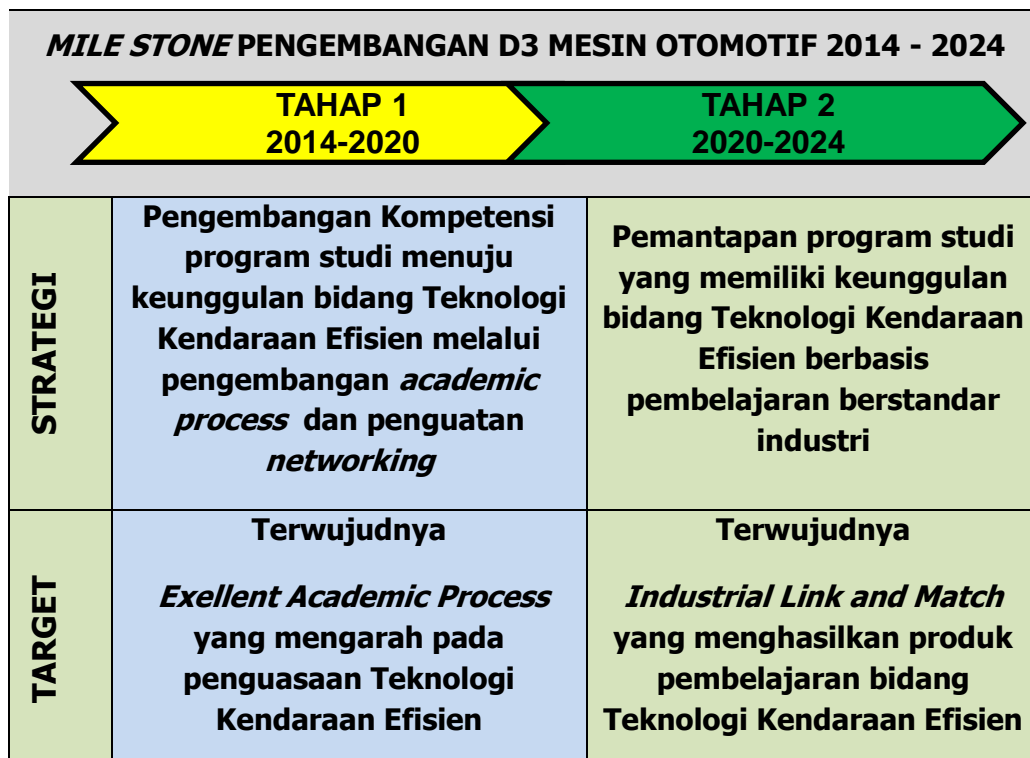 MILE STONE PENGEMBANGAN D3 MESIN OTOMOTIF 2014 - 2024
TAHAP 1
2014-2020
TAHAP 2
2020-2024
STRATEGI
Pengembangan Kompetensi
program studi menuju
keunggulan bidang Teknologi
Kendaraan Efisien melalui
pengembangan academic
process dan penguatan
networking
Pemantapan program studi
yang memiliki keunggulan
bidang Teknologi Kendaraan
Efisien berbasis
pembelajaran berstandar
industri
TARGET
Terwujudnya
Exellent Academic Process
yang mengarah pada
penguasaan Teknologi
Kendaraan Efisien
Terwujudnya
Industrial Link and Match
yang menghasilkan produk
pembelajaran bidang
Teknologi Kendaraan Efisien